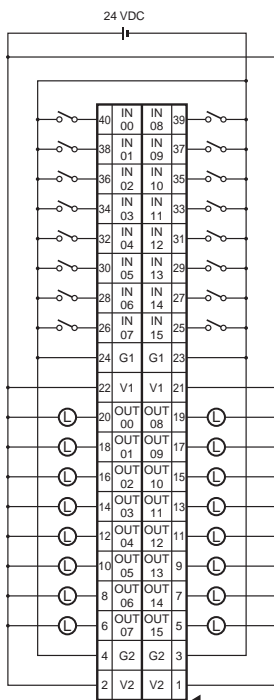 24 VDC
40 IN 00 IN 08 39
38 IN 01 IN 09 37
36 IN 02 IN 10 35
34 IN 03 IN 11 33
32 IN 04 IN 12 31
30 IN 05 IN 13 29
28 IN 06 IN 14 27
26 IN 07 IN 15 25
24 G1 G1 23
22 V1 V1 21
L 20 OUT 00 OUT 08 19 L
L 18 OUT 01 OUT 09 17 L
L 16 OUT 02 OUT 10 15 L
L 14 OUT 03 OUT 11 13 L
L 12 OUT 04 OUT 12 11 L
L 10 OUT 05 OUT 13 9 L
L 8 OUT 06 OUT 14 7 L
L 6 OUT 07 OUT 15 5 L
4 G2 G2 3
2 V2 V2 1